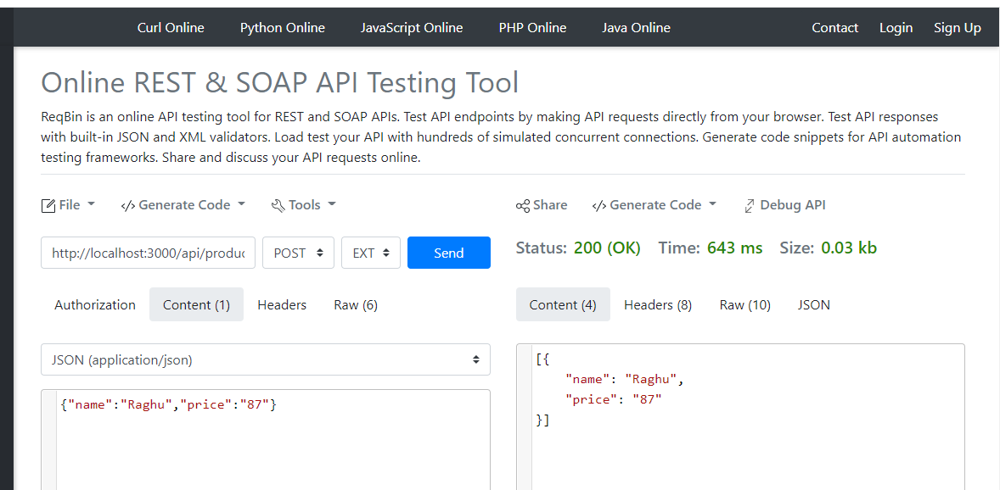 Curl Online Python Online JavaScript Online PHP Online Java Online Contact Login Sign Up
Online REST & SOAP API Testing Tool
ReqBin is an online API testing tool for REST and SOAP APIs. Test API endpoints by making API requests directly from your browser. Test API responses
with built-in JSON and XML validators. Load test your API with hundreds of simulated concurrent connections. Generate code snippets for API automation
testing frameworks. Share and discuss your API requests online.
File </> Generate Code Tools Share </> Generate Code Debug API
http://localhost:3000/api/produc POST EXT Send Status: 200 (OK) Time: 643 ms Size: 0.03 kb
Authorization Content (1) Headers Raw (6) Content (4) Headers (8) Raw (10) JSON
JSON (application/json)
{"name":"Raghu","price":"87"}
[{
"name": "Raghu",
"price": "87"
}]